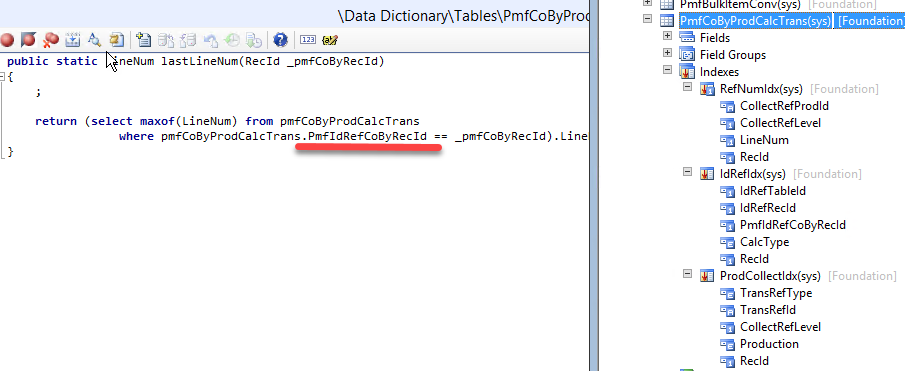 \Data Dictionary\Tables\PmfCoByProd
public static LineNum lastLineNum(RecId _pmfCoByRecId)
{
;
return (select maxof(LineNum) from pmfCoByProdCalcTrans
where pmfCoByProdCalcTrans.PmfIdRefCoByRecId == _pmfCoByRecId).Line
}
PmfBulkItemConv(sys) [Foundation]
PmfCoByProdCalcTrans(sys) [Foundation]
Fields
Field Groups
Indexes
RefNumIdx(sys) [Foundation]
CollectRefProdId
CollectRefLevel
LineNum
RecId
IdRefIdx(sys) [Foundation]
IdRefTableId
IdRefRecId
PmfIdRefCoByRecId
CalcType
RecId
ProdCollectIdx(sys) [Foundation]
TransRefType
TransRefId
CollectRefLevel
Production
RecId